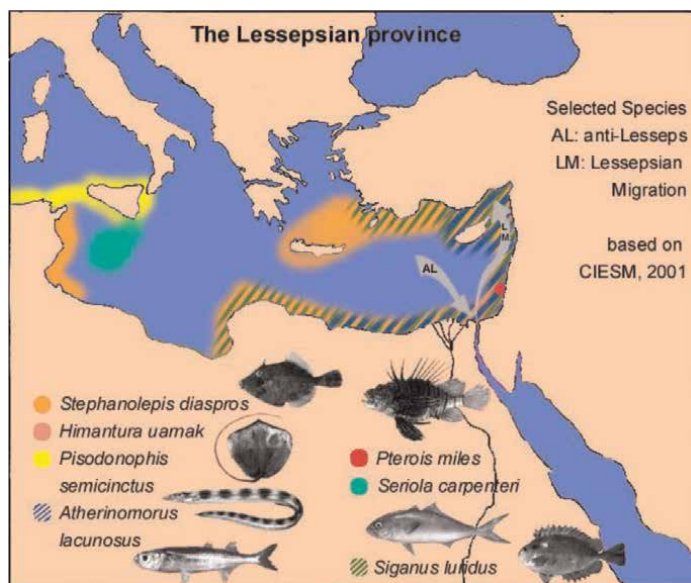 The Lessepsian province
Selected Species
AL: anti-Lesseps
LM: Lessepsian
Migration
based on
CIESM, 2001
AL
L
M
Stephanolepis diaspros
Himantura uarnak
Pisodonophis
semicinctus
Atherinomorus
lacunosus
Pterois miles
Seriola carpenteri
Siganus luridus